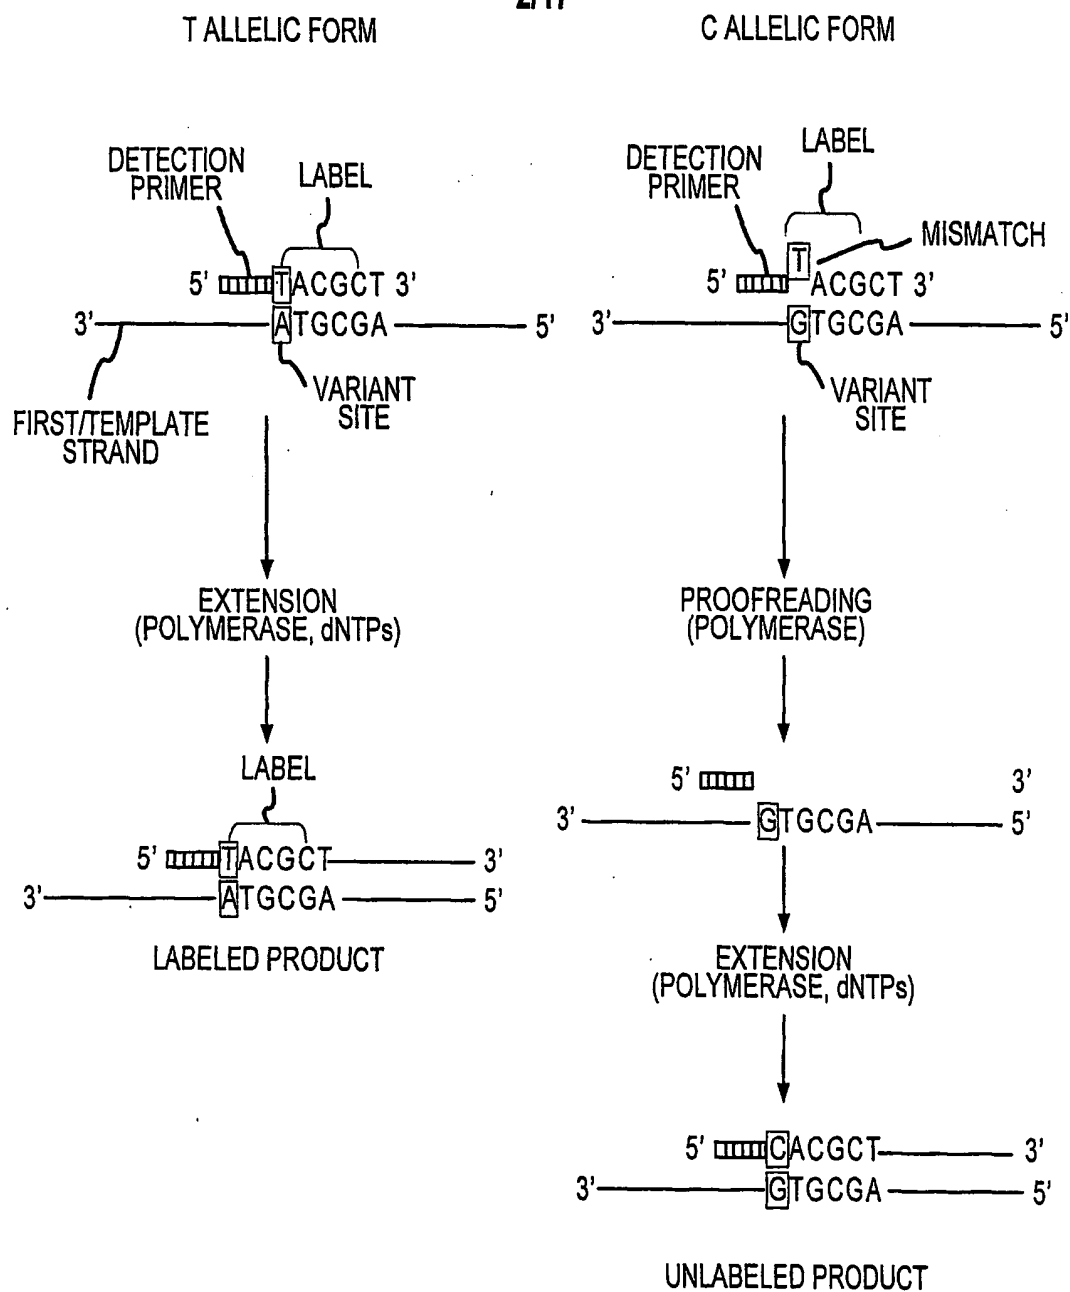 T ALLELIC FORM
C ALLELIC FORM
DETECTION
PRIMER
LABEL
5' TACGCT 3'
3' ATGCGA 5'
VARIANT
SITE
FIRST/TEMPLATE
STRAND
EXTENSION
(POLYMERASE, dNTPs)
LABEL
5' TACGCT 3'
3' ATGCGA 5'
LABELED PRODUCT
DETECTION
PRIMER
LABEL
MISMATCH
T
5' ACGCT 3'
3' GTGCGA 5'
VARIANT
SITE
PROOFREADING
(POLYMERASE)
5' 3'
3' GTGCGA 5'
EXTENSION
(POLYMERASE, dNTPs)
5' CACGCT 3'
3' GTGCGA 5'
UNLABELED PRODUCT